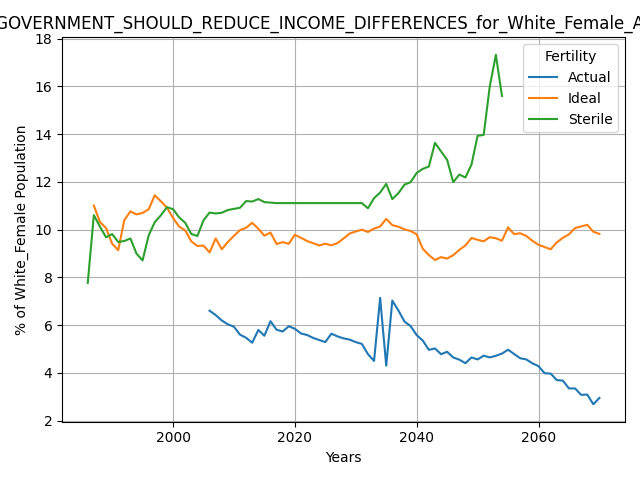 GOVERNMENT_SHOULD_REDUCE_INCOME_DIFFERENCES_for_White_Female_A
18
16
14
12
10
8
6
4
2
% of White_Female Population
2000
2020
2040
2060
Years
Fertility
Actual
Ideal
Sterile